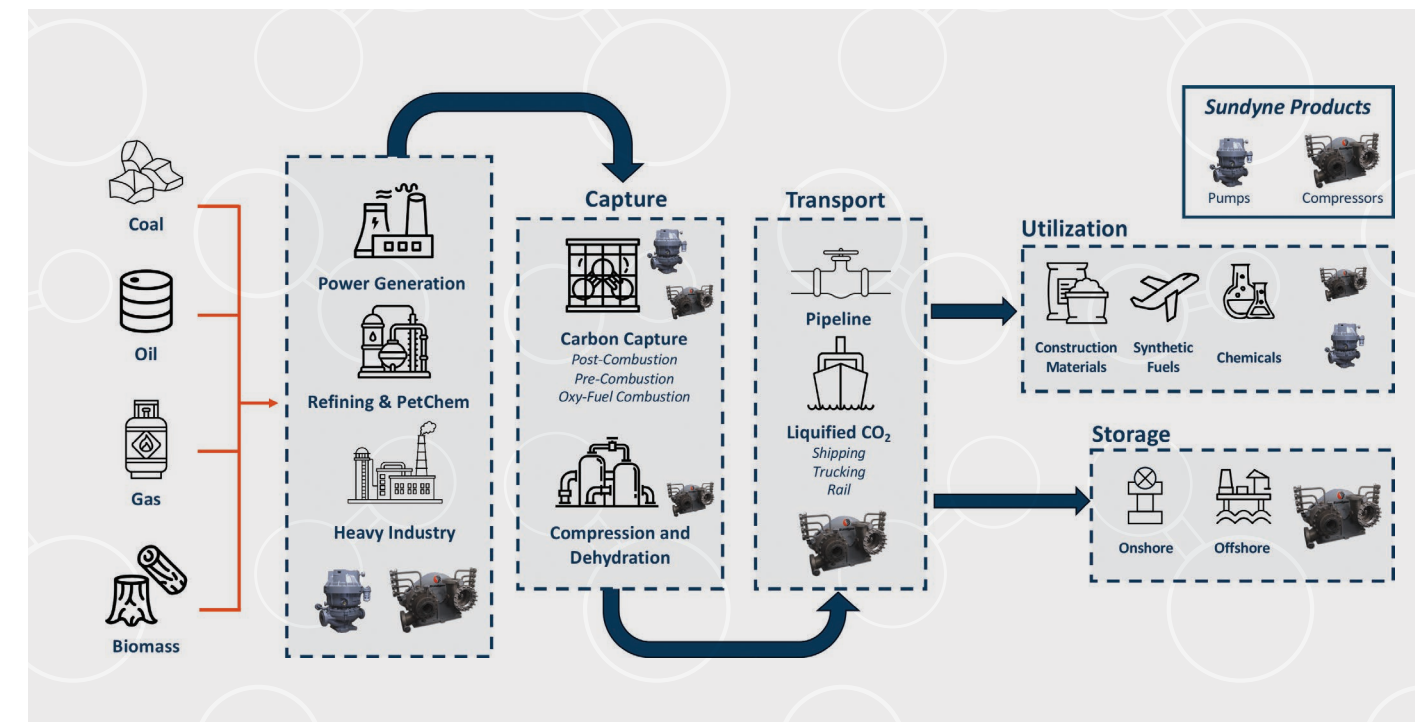 Coal
Oil
Gas
Biomass
Power Generation
Refining & PetChem
Heavy Industry
Capture
Carbon Capture
Post-Combustion
Pre-Combustion
Oxy-Fuel Combustion
Compression and
Dehydration
Transport
Pipeline
Liquified CO₂
Shipping
Trucking
Rail
Sundyne Products
Pumps
Compressors
Utilization
Construction
Materials
Synthetic
Fuels
Chemicals
Storage
Onshore
Offshore